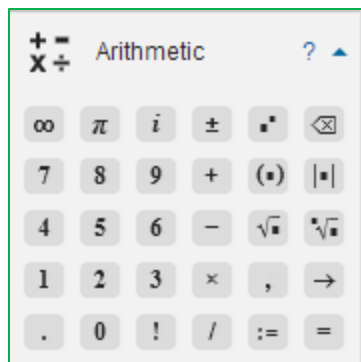 + −
× ÷ Arithmetic ?
∞ π i ± ▪▪ ⌫
7 8 9 + (▪) |▪|
4 5 6 − √▪ ▪√▪
1 2 3 × , →
. 0 ! / := =